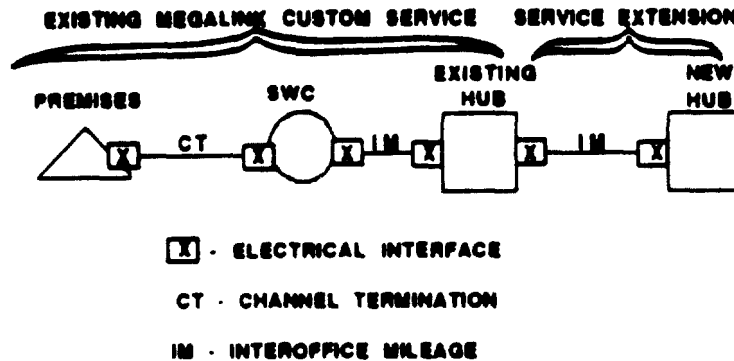 EXISTING MEGALINK CUSTOM SERVICE SERVICE EXTENSION
PREMISES SWC EXISTING HUB NEW HUB
X CT X X IM X X IM X
X - ELECTRICAL INTERFACE
CT - CHANNEL TERMINATION
IM - INTEROFFICE MILEAGE